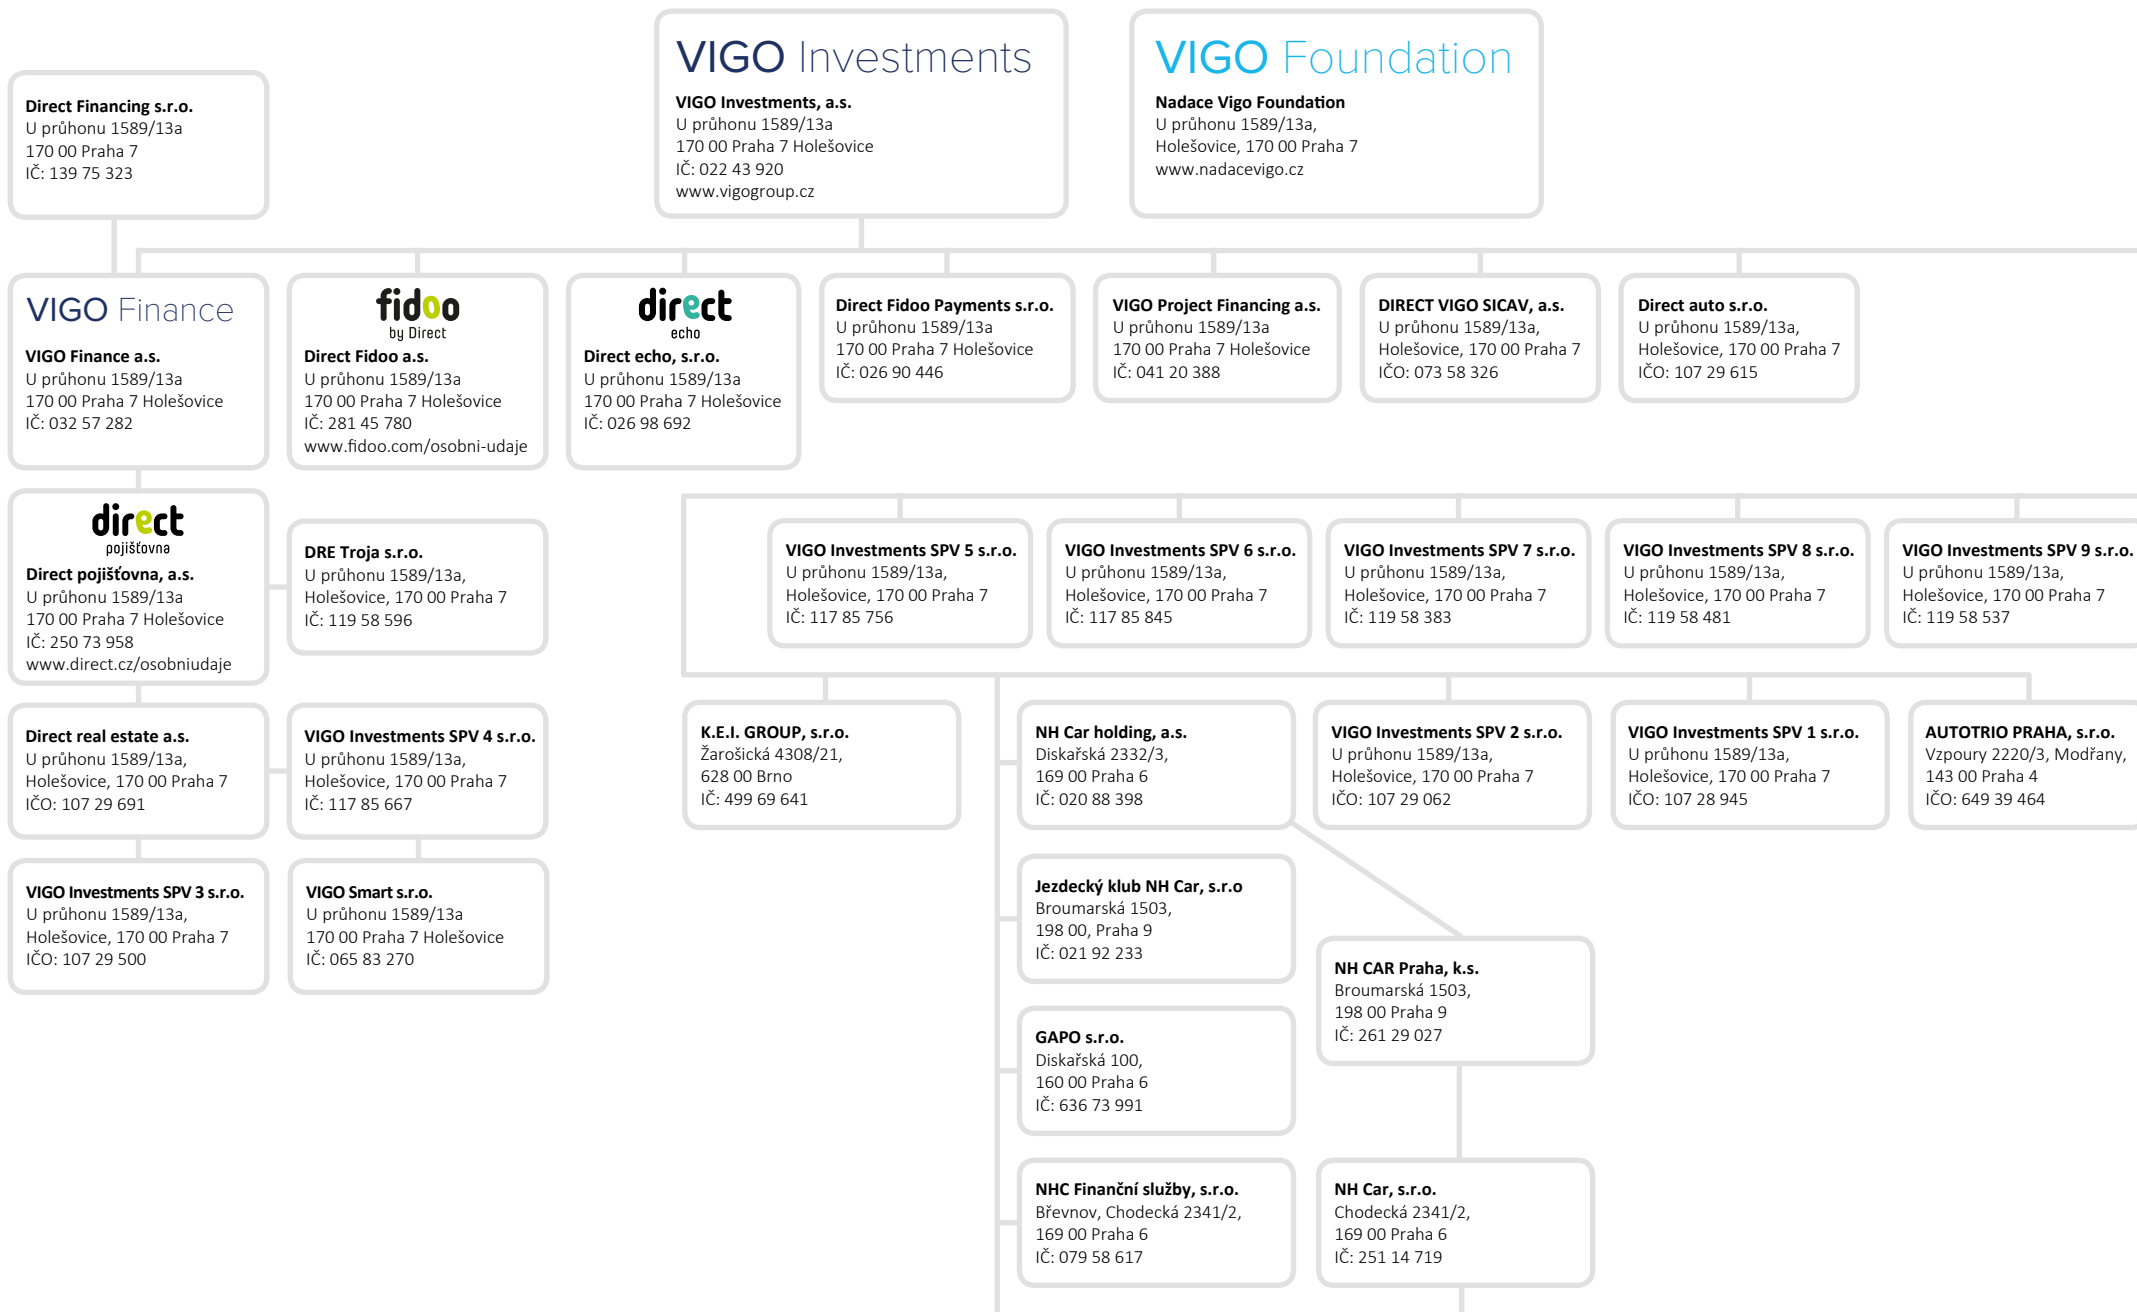 VIGO Investments
VIGO Investments, a.s.
U průhonu 1589/13a
170 00 Praha 7 Holešovice
IČ: 022 43 920
www.vigogroup.cz
VIGO Foundation
Nadace Vigo Foundation
U průhonu 1589/13a,
Holešovice, 170 00 Praha 7
www.nadacevigo.cz
Direct Financing s.r.o.
U průhonu 1589/13a
170 00 Praha 7
IČ: 139 75 323
VIGO Finance
VIGO Finance a.s.
U průhonu 1589/13a
170 00 Praha 7 Holešovice
IČ: 032 57 282
fidoo
by Direct
Direct Fidoo a.s.
U průhonu 1589/13a
170 00 Praha 7 Holešovice
IČ: 281 45 780
www.fidoo.com/osobni-udaje
direct
echo
Direct echo, s.r.o.
U průhonu 1589/13a
170 00 Praha 7 Holešovice
IČ: 026 98 692
Direct Fidoo Payments s.r.o.
U průhonu 1589/13a
170 00 Praha 7 Holešovice
IČ: 026 90 446
VIGO Project Financing a.s.
U průhonu 1589/13a
170 00 Praha 7 Holešovice
IČ: 041 20 388
DIRECT VIGO SICAV, a.s.
U průhonu 1589/13a,
Holešovice, 170 00 Praha 7
IČO: 073 58 326
Direct auto s.r.o.
U průhonu 1589/13a,
Holešovice, 170 00 Praha 7
IČO: 107 29 615
direct
pojišťovna
Direct pojišťovna, a.s.
U průhonu 1589/13a
170 00 Praha 7 Holešovice
IČ: 250 73 958
www.direct.cz/osobniudaje
DRE Troja s.r.o.
U průhonu 1589/13a,
Holešovice, 170 00 Praha 7
IČ: 119 58 596
VIGO Investments SPV 5 s.r.o.
U průhonu 1589/13a,
Holešovice, 170 00 Praha 7
IČ: 117 85 756
VIGO Investments SPV 6 s.r.o.
U průhonu 1589/13a,
Holešovice, 170 00 Praha 7
IČ: 117 85 845
VIGO Investments SPV 7 s.r.o.
U průhonu 1589/13a,
Holešovice, 170 00 Praha 7
IČ: 119 58 383
VIGO Investments SPV 8 s.r.o.
U průhonu 1589/13a,
Holešovice, 170 00 Praha 7
IČ: 119 58 481
VIGO Investments SPV 9 s.r.o.
U průhonu 1589/13a,
Holešovice, 170 00 Praha 7
IČ: 119 58 537
Direct real estate a.s.
U průhonu 1589/13a,
Holešovice, 170 00 Praha 7
IČO: 107 29 691
VIGO Investments SPV 4 s.r.o.
U průhonu 1589/13a,
Holešovice, 170 00 Praha 7
IČ: 117 85 667
K.E.I. GROUP, s.r.o.
Žarošická 4308/21,
628 00 Brno
IČ: 499 69 641
NH Car holding, a.s.
Diskařská 2332/3,
169 00 Praha 6
IČ: 020 88 398
VIGO Investments SPV 2 s.r.o.
U průhonu 1589/13a,
Holešovice, 170 00 Praha 7
IČO: 107 29 062
VIGO Investments SPV 1 s.r.o.
U průhonu 1589/13a,
Holešovice, 170 00 Praha 7
IČO: 107 28 945
AUTOTRIO PRAHA, s.r.o.
Vzpoury 2220/3, Modřany,
143 00 Praha 4
IČO: 649 39 464
VIGO Investments SPV 3 s.r.o.
U průhonu 1589/13a,
Holešovice, 170 00 Praha 7
IČO: 107 29 500
VIGO Smart s.r.o.
U průhonu 1589/13a
170 00 Praha 7 Holešovice
IČ: 065 83 270
Jezdecký klub NH Car, s.r.o
Broumarská 1503,
198 00, Praha 9
IČ: 021 92 233
NH CAR Praha, k.s.
Broumarská 1503,
198 00 Praha 9
IČ: 261 29 027
GAPO s.r.o.
Diskařská 100,
160 00 Praha 6
IČ: 636 73 991
NHC Finanční služby, s.r.o.
Břevnov, Chodecká 2341/2,
169 00 Praha 6
IČ: 079 58 617
NH Car, s.r.o.
Chodecká 2341/2,
169 00 Praha 6
IČ: 251 14 719